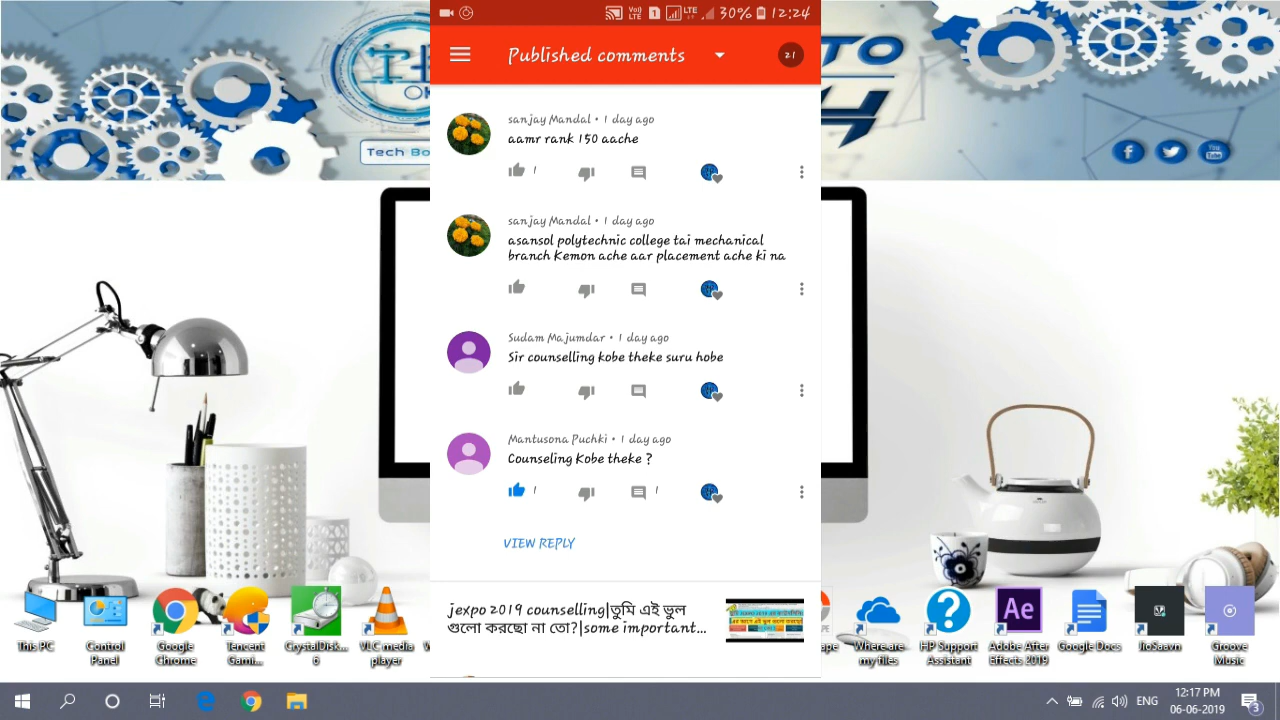 30% 12:24
Published comments
21
sanjay Mandal • 1 day ago
aamr rank 150 aache
1
sanjay Mandal • 1 day ago
asansol polytechnic college tai mechanical
branch Kemon ache aar placement ache ki na
Sudam Majumdar • 1 day ago
Sir counselling kobe theke suru hobe
Mantusona Puchki • 1 day ago
Counseling Kobe theke ?
1 1
VIEW REPLY
jexpo 2019 counselling|তুমি এই ভুল
গুলো করছো না তো?|some important...
Tech Bo
This PC
Control
Panel
Google
Chrome
Tencent
Gami...
CrystalDisk...
6
VLC media
player
Where are
my files
HP Support
Assistant
Adobe After
Effects 2019
Google Docs
JioSaavn
Groove
Music
ENG
12:17 PM
06-06-2019
3